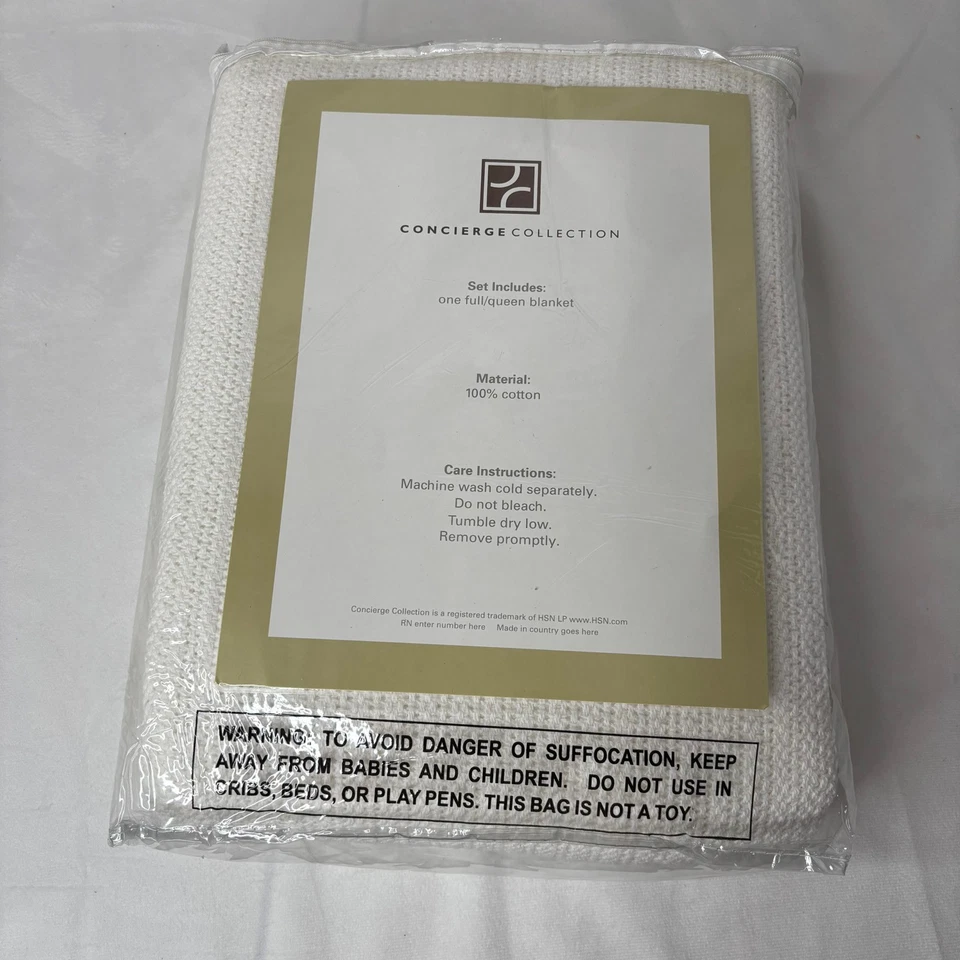 CONCIERGE COLLECTION
Set Includes:
one full/queen blanket
Material:
100% cotton
Care Instructions:
Machine wash cold separately.
Do not bleach.
Tumble dry low.
Remove promptly.
Concierge Collection is a registered trademark of HSN LP www.HSN.com
RN enter number here Made in country goes here
WARNING: TO AVOID DANGER OF SUFFOCATION, KEEP
AWAY FROM BABIES AND CHILDREN. DO NOT USE IN
CRIBS, BEDS, OR PLAY PENS. THIS BAG IS NOT A TOY.